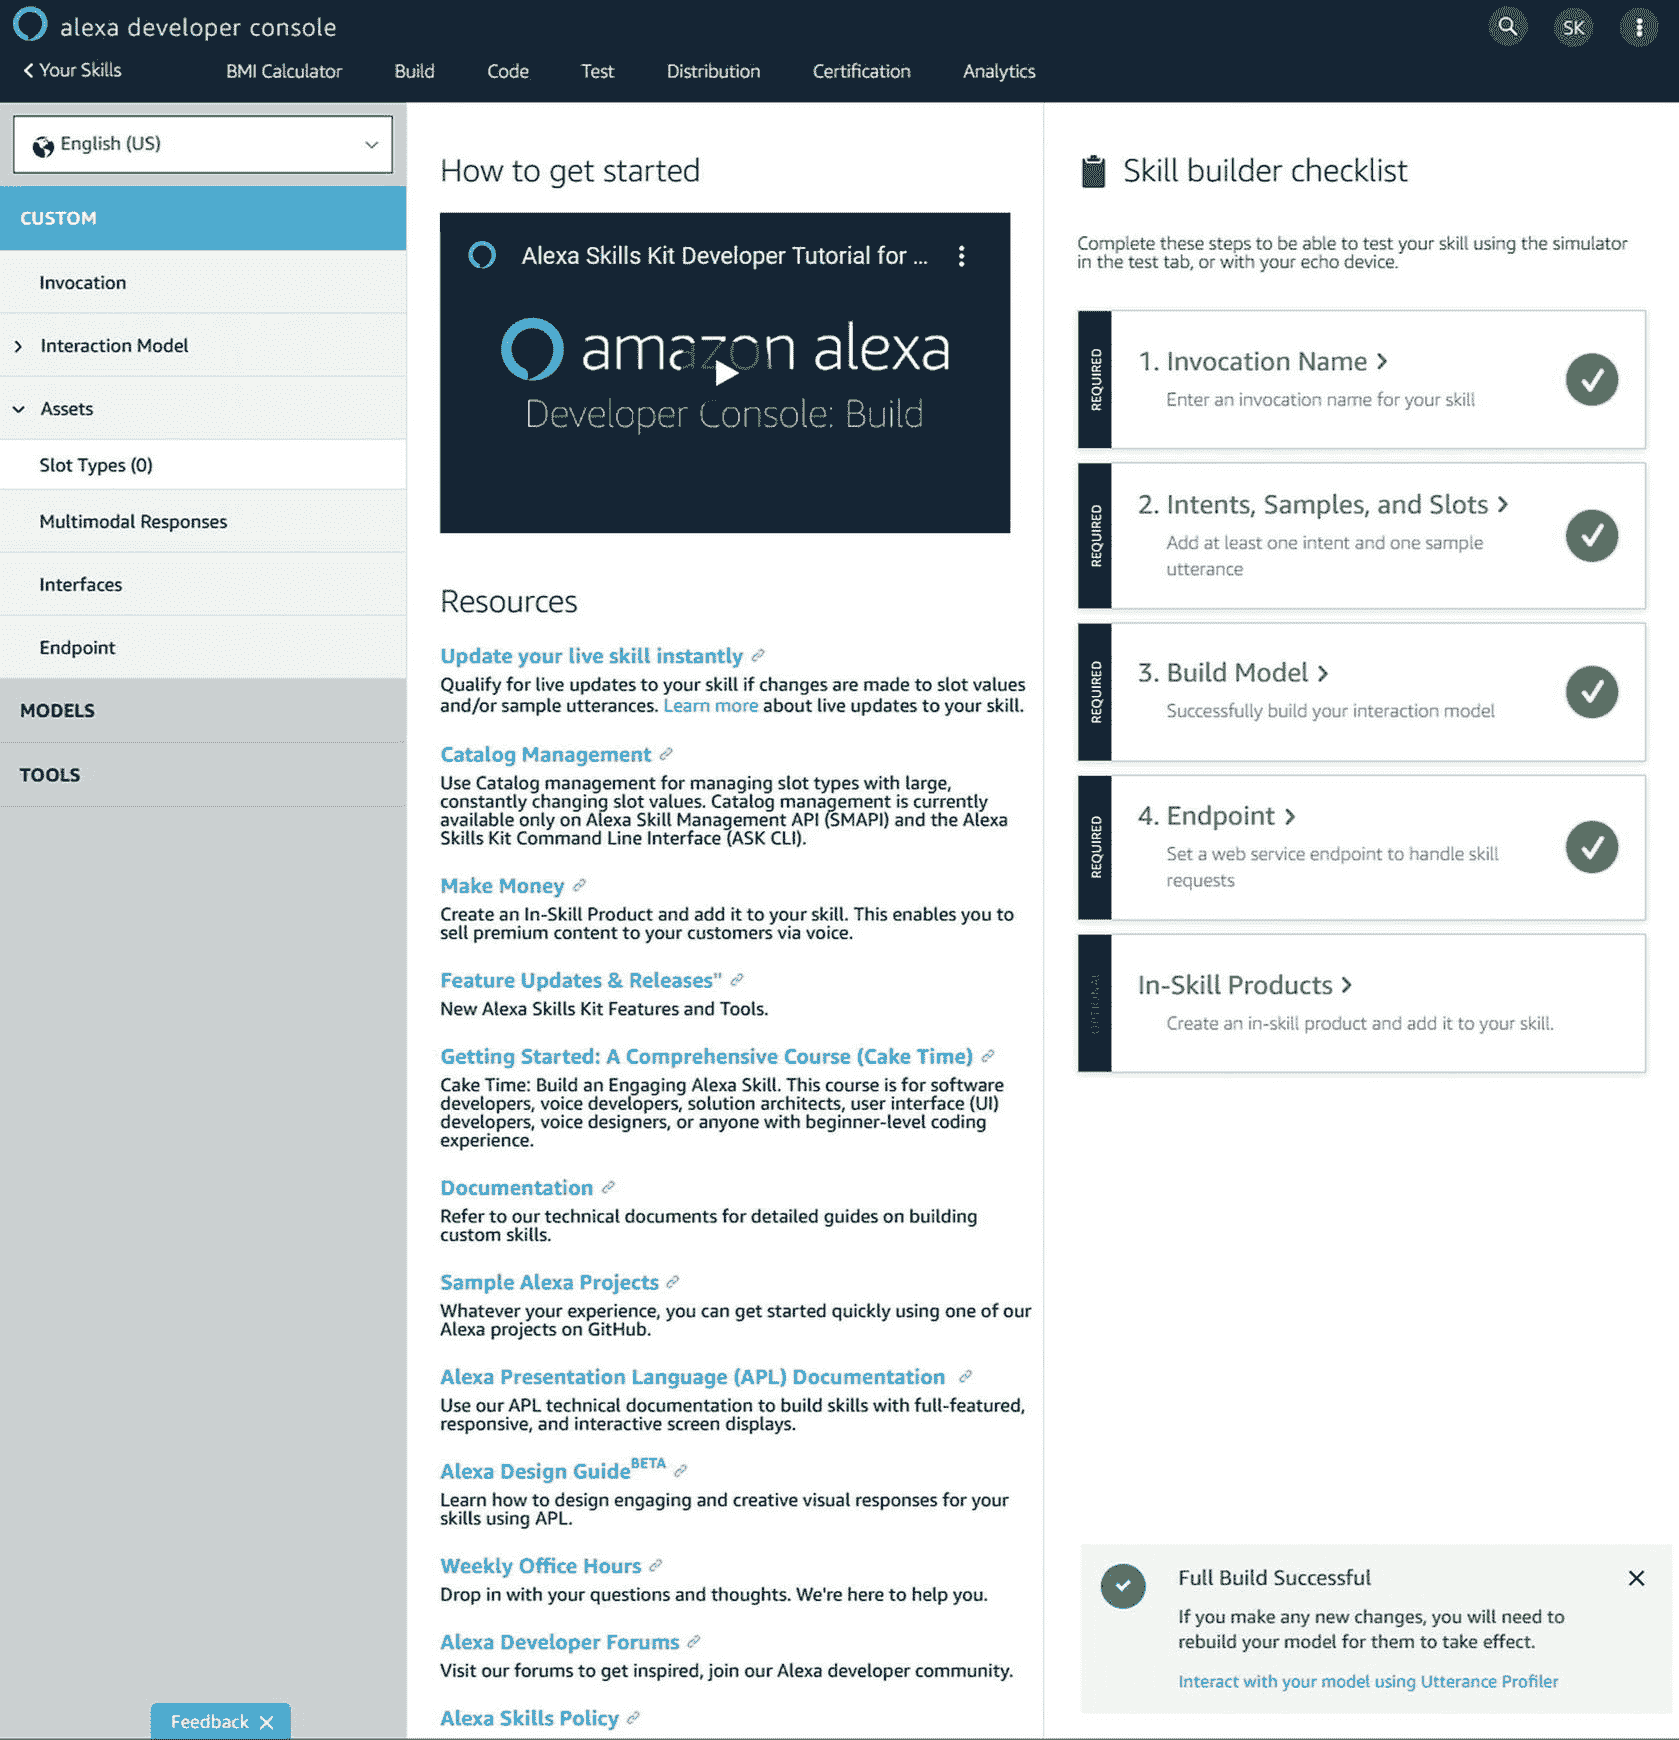 alexa developer console
SK
Your Skills
BMI Calculator
Build
Code
Test
Distribution
Certification
Analytics
English (US)
CUSTOM
Invocation
Interaction Model
Assets
Slot Types (0)
Multimodal Responses
Interfaces
Endpoint
MODELS
TOOLS
Feedback
How to get started
Alexa Skills Kit Developer Tutorial for ...
amazon alexa
Developer Console: Build
Resources
Update your live skill instantly
Qualify for live updates to your skill if changes are made to slot values
and/or sample utterances. Learn more about live updates to your skill.
Catalog Management
Use Catalog management for managing slot types with large,
constantly changing slot values. Catalog management is currently
available only on Alexa Skill Management API (SMAPI) and the Alexa
Skills Kit Command Line Interface (ASK CLI).
Make Money
Create an In-Skill Product and add it to your skill. This enables you to
sell premium content to your customers via voice.
Feature Updates & Releases"
New Alexa Skills Kit Features and Tools.
Getting Started: A Comprehensive Course (Cake Time)
Cake Time: Build an Engaging Alexa Skill. This course is for software
developers, voice developers, solution architects, user interface (UI)
developers, voice designers, or anyone with beginner-level coding
experience.
Documentation
Refer to our technical documents for detailed guides on building
custom skills.
Sample Alexa Projects
Whatever your experience, you can get started quickly using one of our
Alexa projects on GitHub.
Alexa Presentation Language (APL) Documentation
Use our APL technical documentation to build skills with full-featured,
responsive, and interactive screen displays.
Alexa Design Guide BETA
Learn how to design engaging and creative visual responses for your
skills using APL.
Weekly Office Hours
Drop in with your questions and thoughts. We're here to help you.
Alexa Developer Forums
Visit our forums to get inspired, join our Alexa developer community.
Alexa Skills Policy
Skill builder checklist
Complete these steps to be able to test your skill using the simulator
in the test tab, or with your echo device.
REQUIRED
1. Invocation Name
Enter an invocation name for your skill
REQUIRED
2. Intents, Samples, and Slots
Add at least one intent and one sample
utterance
REQUIRED
3. Build Model
Successfully build your interaction model
REQUIRED
4. Endpoint
Set a web service endpoint to handle skill
requests
OPTIONAL
In-Skill Products
Create an in-skill product and add it to your skill.
Full Build Successful
If you make any new changes, you will need to
rebuild your model for them to take effect.
Interact with your model using Utterance Profiler